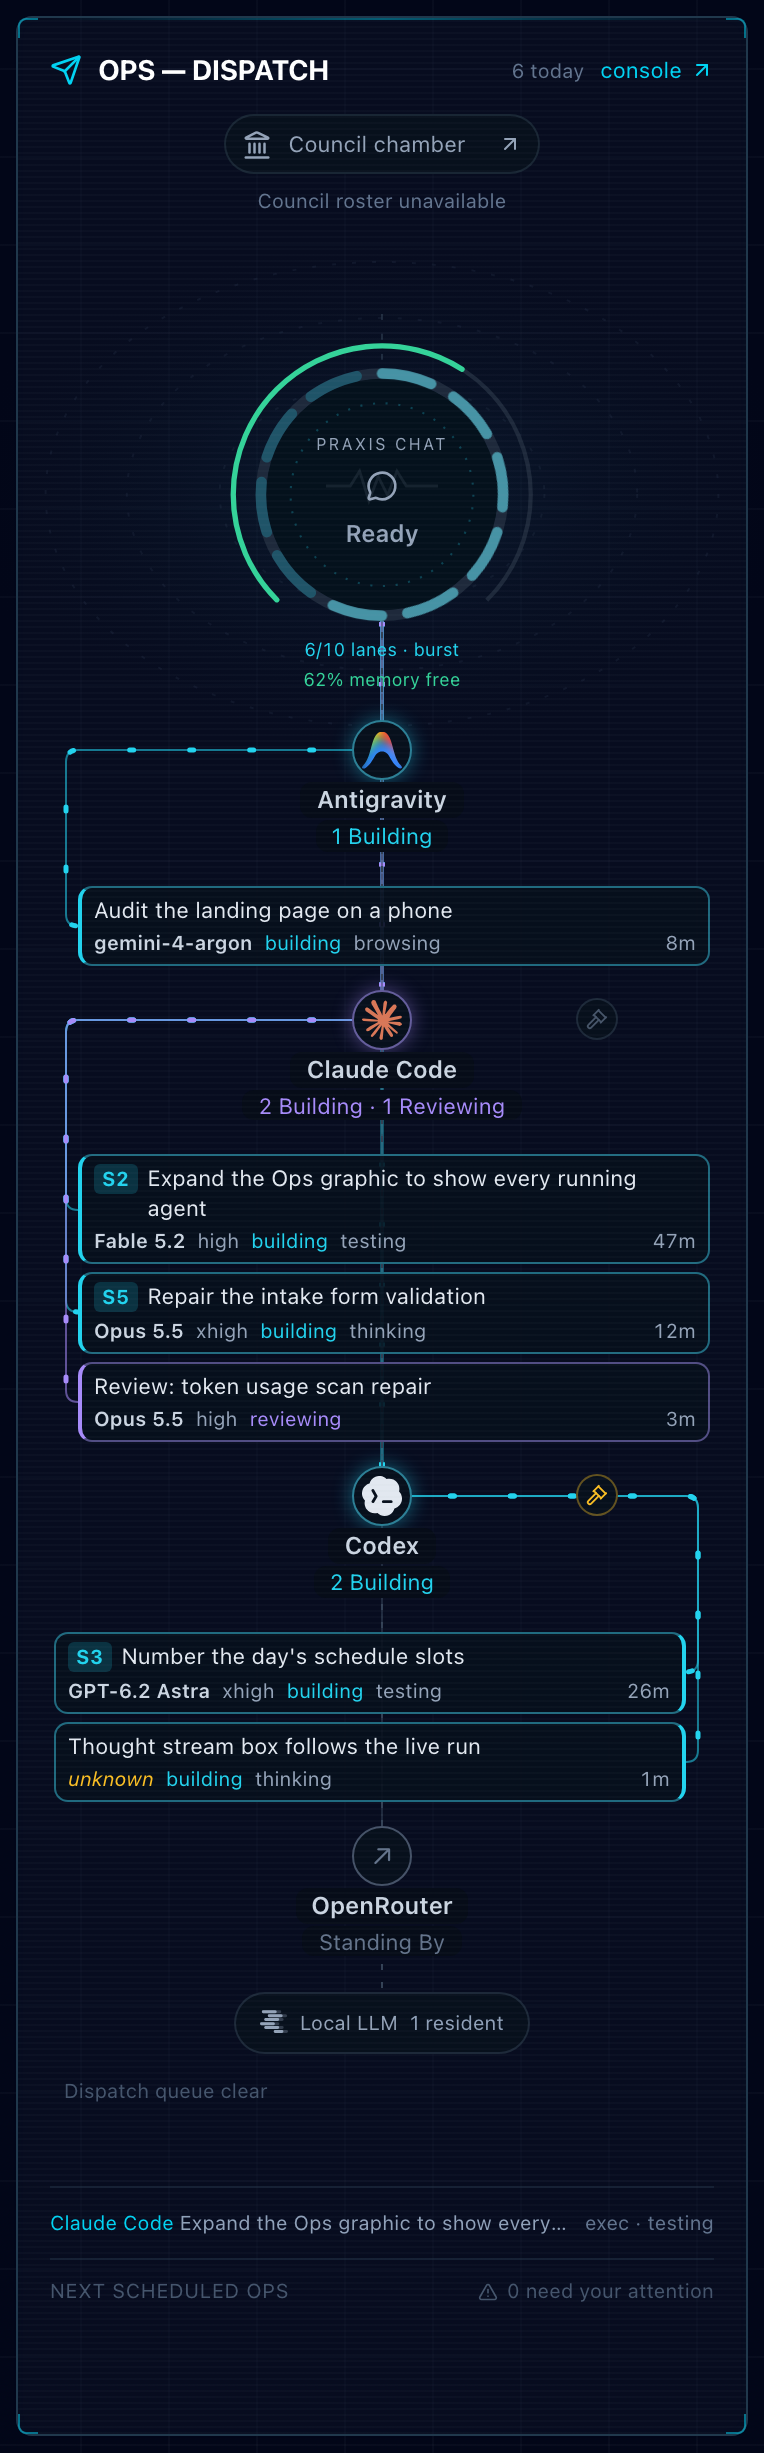 OPS — DISPATCH
6 today console
Council chamber
Council roster unavailable
PRAXIS CHAT
Ready
6/10 lanes · burst
62% memory free
Antigravity
1 Building
Audit the landing page on a phone
gemini-4-argon building browsing 8m
Claude Code
2 Building · 1 Reviewing
S2 Expand the Ops graphic to show every running
agent
Fable 5.2 high building testing 47m
S5 Repair the intake form validation
Opus 5.5 xhigh building thinking 12m
Review: token usage scan repair
Opus 5.5 high reviewing 3m
Codex
2 Building
S3 Number the day's schedule slots
GPT-6.2 Astra xhigh building testing 26m
Thought stream box follows the live run
unknown building thinking 1m
OpenRouter
Standing By
Local LLM 1 resident
Dispatch queue clear
Claude Code Expand the Ops graphic to show every... exec · testing
NEXT SCHEDULED OPS 0 need your attention